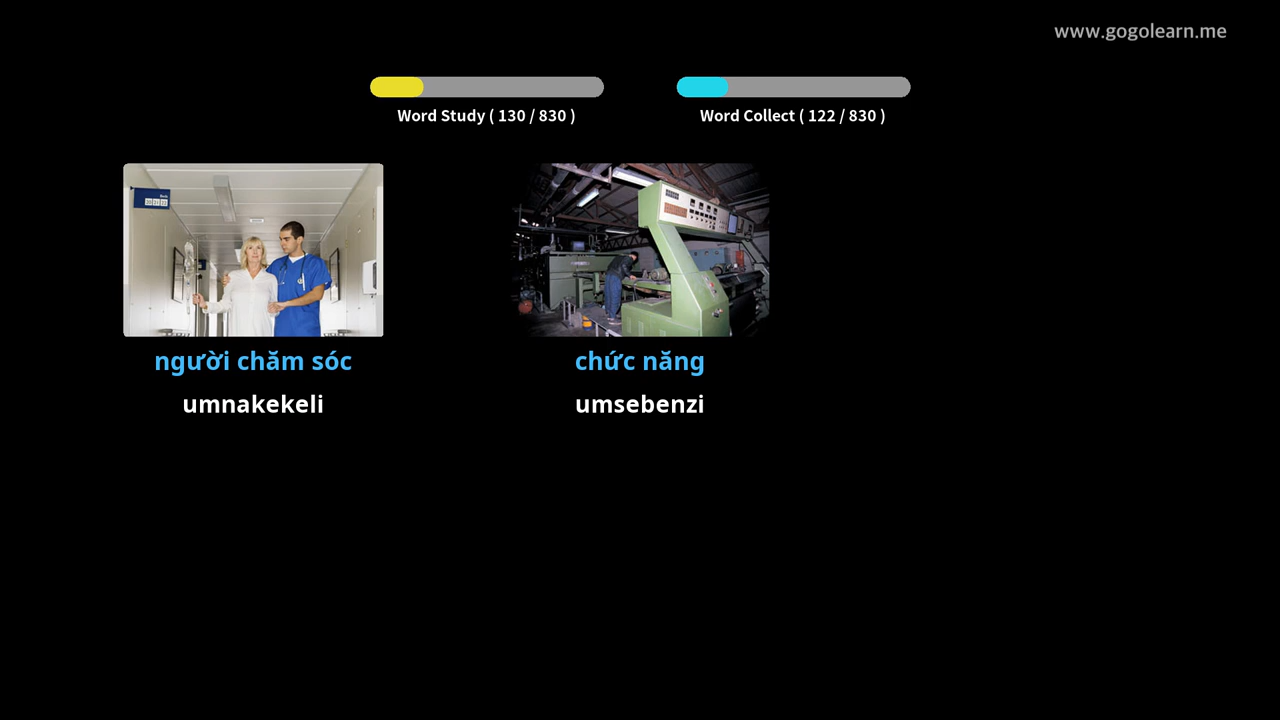 www.gogolearn.me
Word Study ( 130 / 830 )
Word Collect ( 122 / 830 )
người chăm sóc
umnakekeli
chức năng
umsebenzi